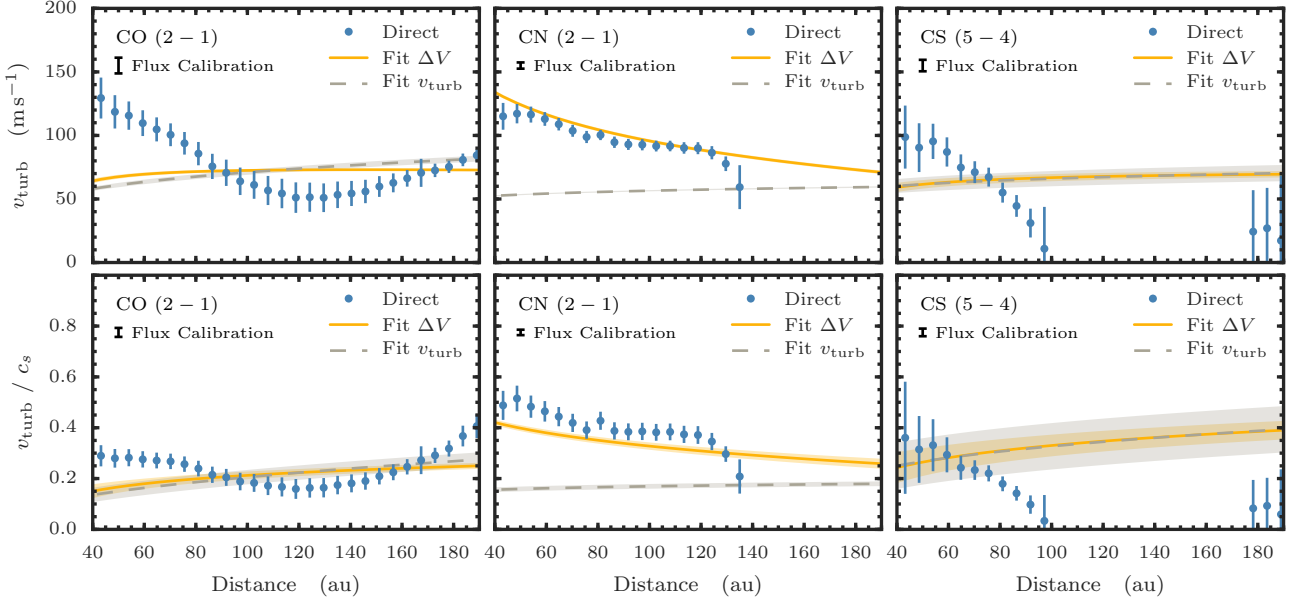 200
150
100
50
0
v_turb (m s⁻¹)
CO (2 − 1)
Flux Calibration
Direct
Fit ΔV
Fit v_turb
CN (2 − 1)
Flux Calibration
Direct
Fit ΔV
Fit v_turb
CS (5 − 4)
Flux Calibration
Direct
Fit ΔV
Fit v_turb
0.8
0.6
0.4
0.2
0.0
v_turb / c_s
CO (2 − 1)
Flux Calibration
Direct
Fit ΔV
Fit v_turb
CN (2 − 1)
Flux Calibration
Direct
Fit ΔV
Fit v_turb
CS (5 − 4)
Flux Calibration
Direct
Fit ΔV
Fit v_turb
40 60 80 100 120 140 160 180
40 60 80 100 120 140 160 180
40 60 80 100 120 140 160 180
Distance (au)
Distance (au)
Distance (au)